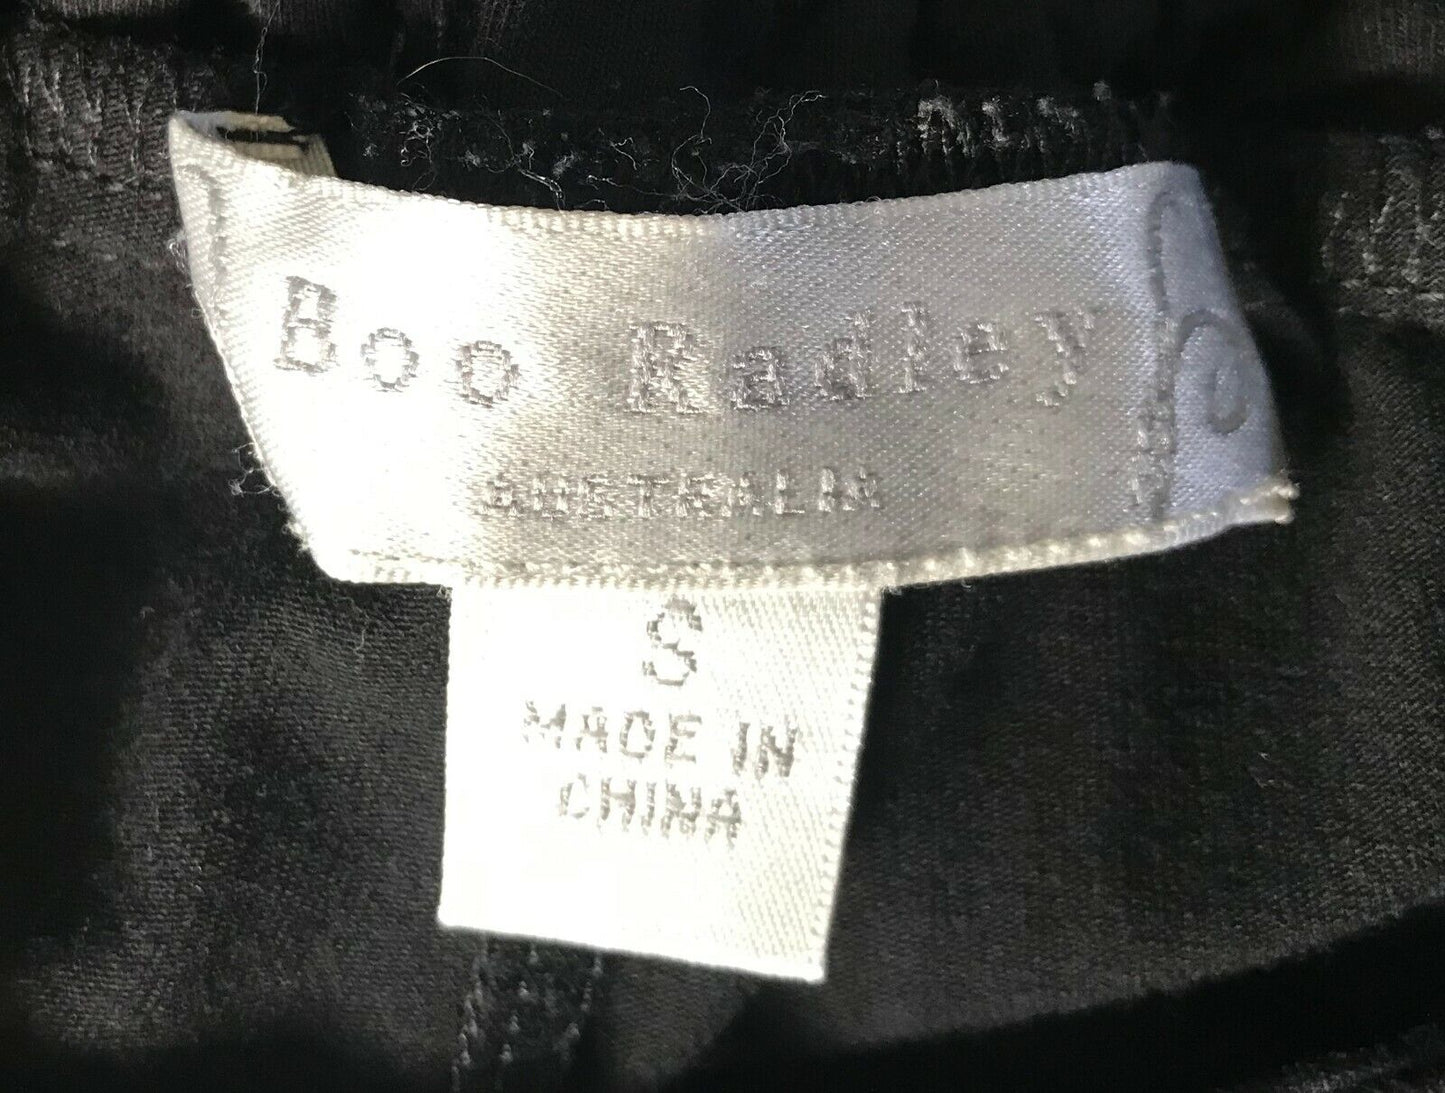 Boo Radley
AUSTRALIA
S
MADE IN
CHINA